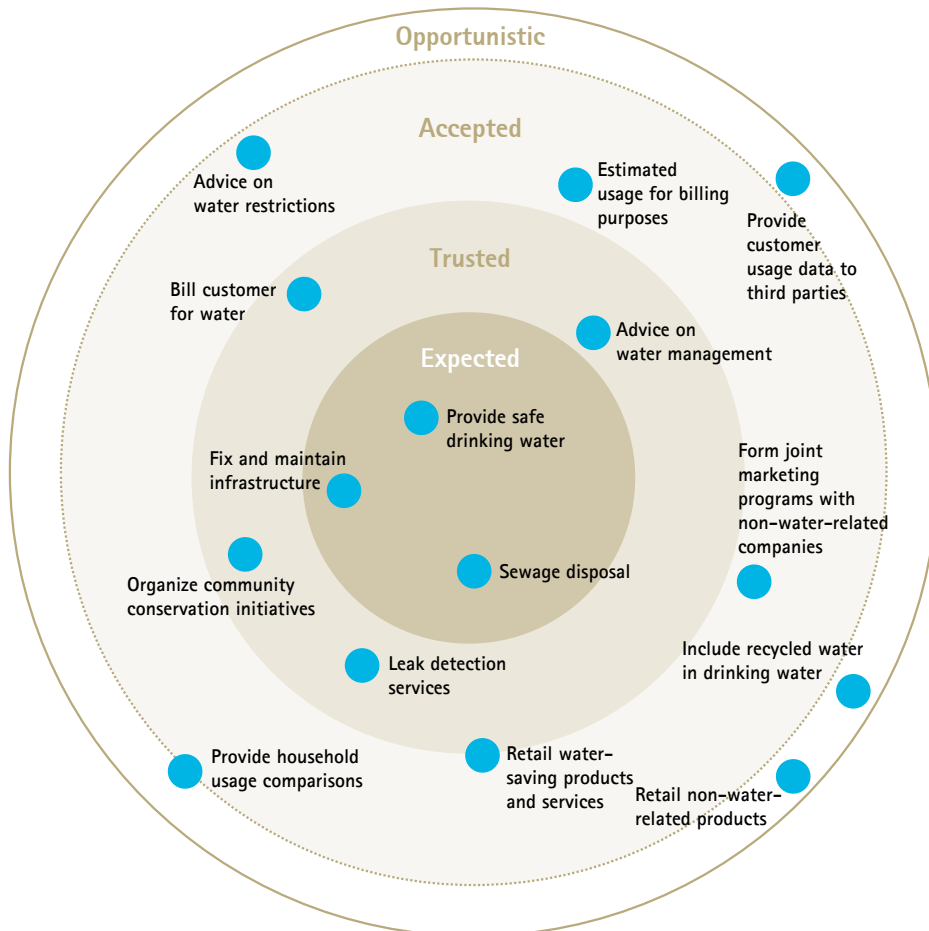 Opportunistic
Accepted
Advice on
water restrictions
Estimated
usage for billing
purposes
Provide
customer
usage data to
third parties
Trusted
Bill customer
for water
Advice on
water management
Expected
Provide safe
drinking water
Fix and maintain
infrastructure
Form joint
marketing
programs with
non-water-related
companies
Organize community
conservation initiatives
Sewage disposal
Include recycled water
in drinking water
Leak detection
services
Provide household
usage comparisons
Retail water-
saving products
and services
Retail non-water-
related products